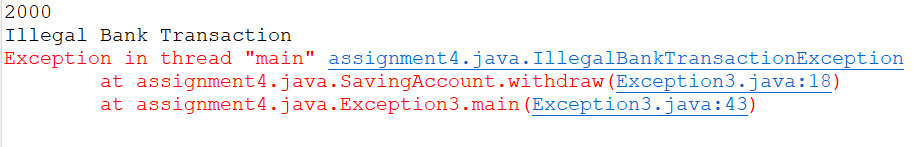 2000
Illegal Bank Transaction
Exception in thread "main" assignment4.java.IllegalBankTransactionException
at assignment4.java.SavingAccount.withdraw(Exception3.java:18)
at assignment4.java.Exception3.main(Exception3.java:43)